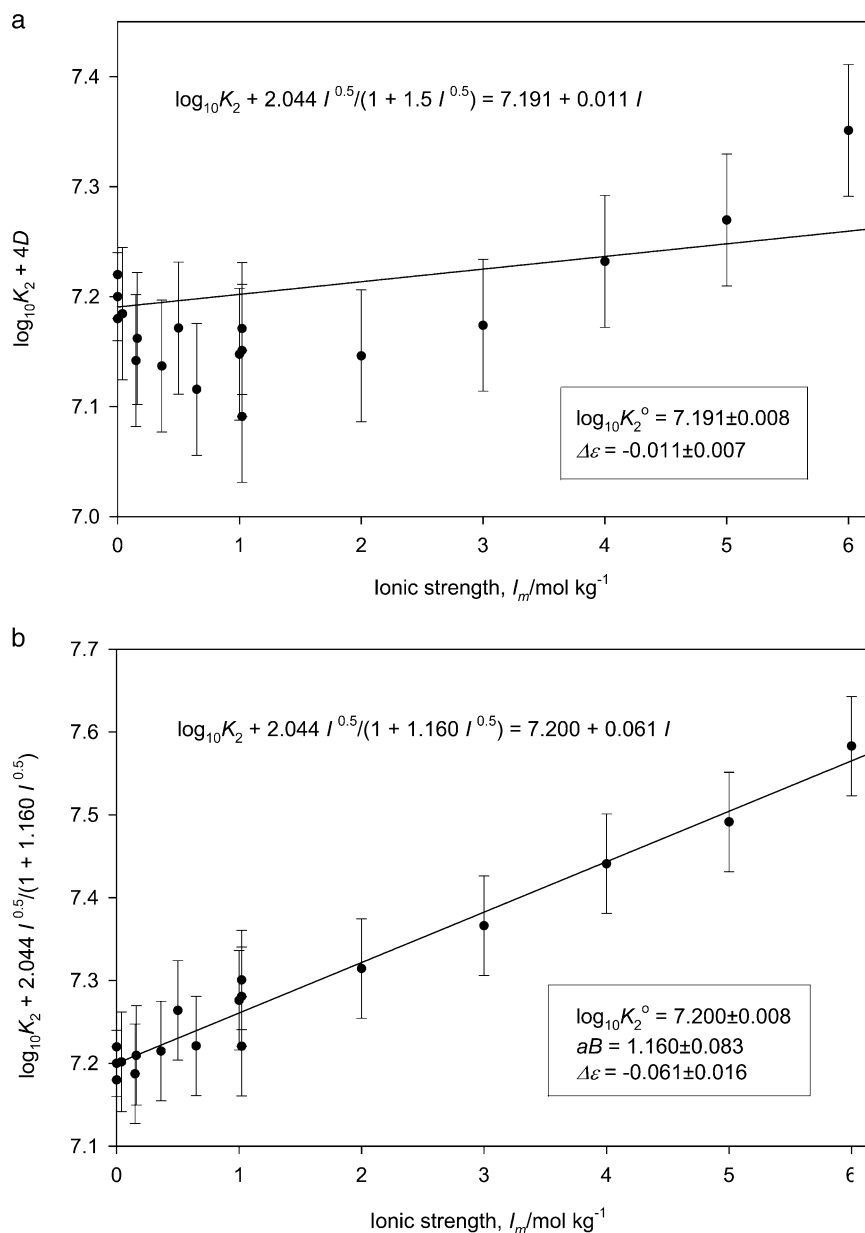 a
7.4
7.3
7.2
7.1
7.0
log₁₀K₂ + 4D
log₁₀K₂ + 2.044 I ⁰·⁵/(1 + 1.5 I ⁰·⁵) = 7.191 + 0.011 I
log₁₀K₂° = 7.191±0.008
Δε = -0.011±0.007
0 1 2 3 4 5 6
Ionic strength, Iₘ/mol kg⁻¹
b
7.7
7.6
7.5
7.4
7.3
7.2
7.1
log₁₀K₂ + 2.044 I ⁰·⁵/(1 + 1.160 I ⁰·⁵)
log₁₀K₂ + 2.044 I ⁰·⁵/(1 + 1.160 I ⁰·⁵) = 7.200 + 0.061 I
log₁₀K₂° = 7.200±0.008
aB = 1.160±0.083
Δε = -0.061±0.016
0 1 2 3 4 5 6
Ionic strength, Iₘ/mol kg⁻¹